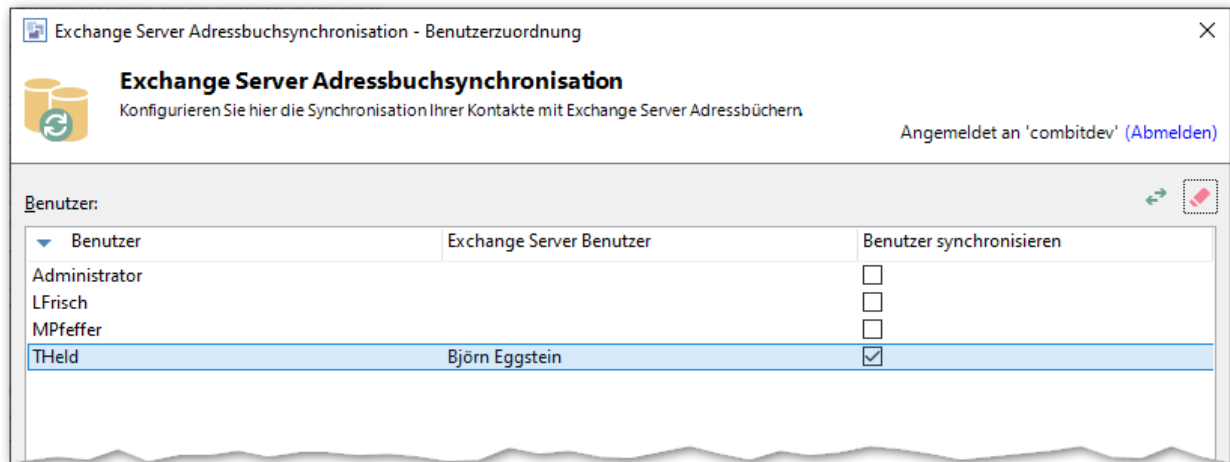 Exchange Server Adressbuchsynchronisation - Benutzerzuordnung
Exchange Server Adressbuchsynchronisation
Konfigurieren Sie hier die Synchronisation Ihrer Kontakte mit Exchange Server Adressbüchern.
Angemeldet an 'combitdev' (Abmelden)
Benutzer:
Benutzer Exchange Server Benutzer Benutzer synchronisieren
Administrator
LFrisch
MPfeffer
THeld Björn Eggstein